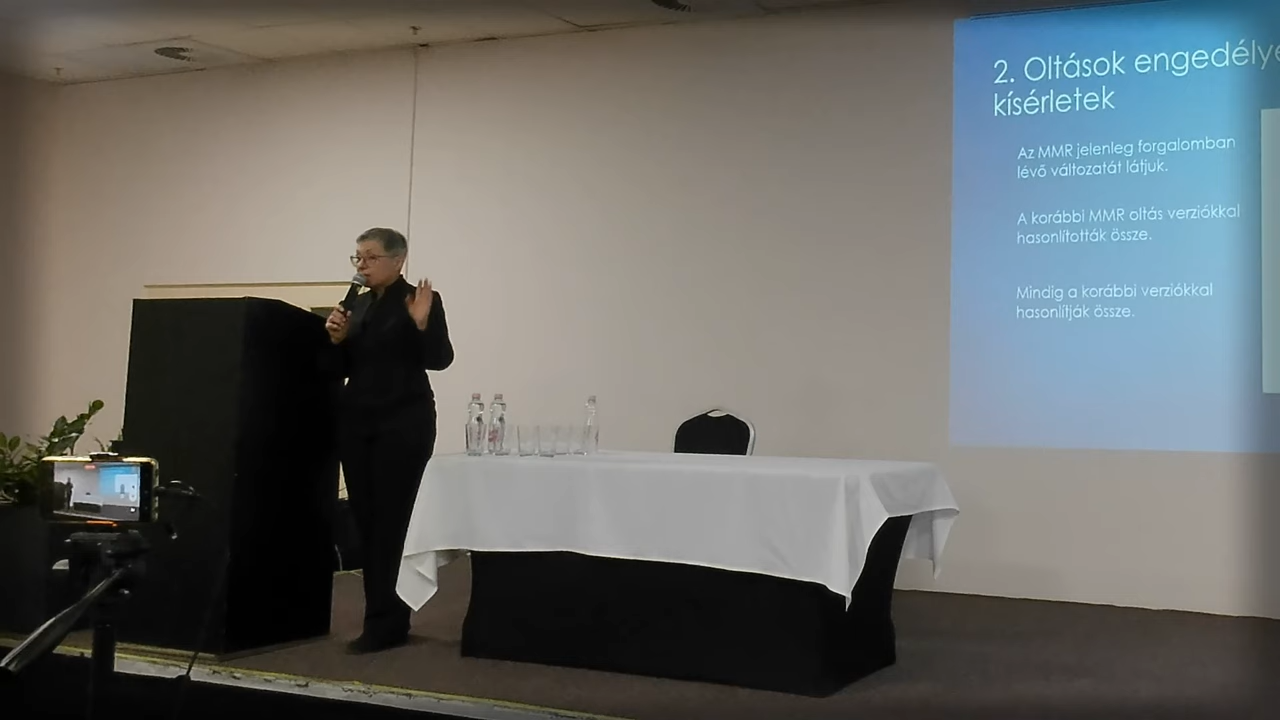 2. Oltások engedélye
kísérletek
Az MMR jelenleg forgalomban
lévő változatát látjuk.
A korábbi MMR oltás verziókkal
hasonlították össze.
Mindig a korábbi verziókkal
hasonlítják össze.